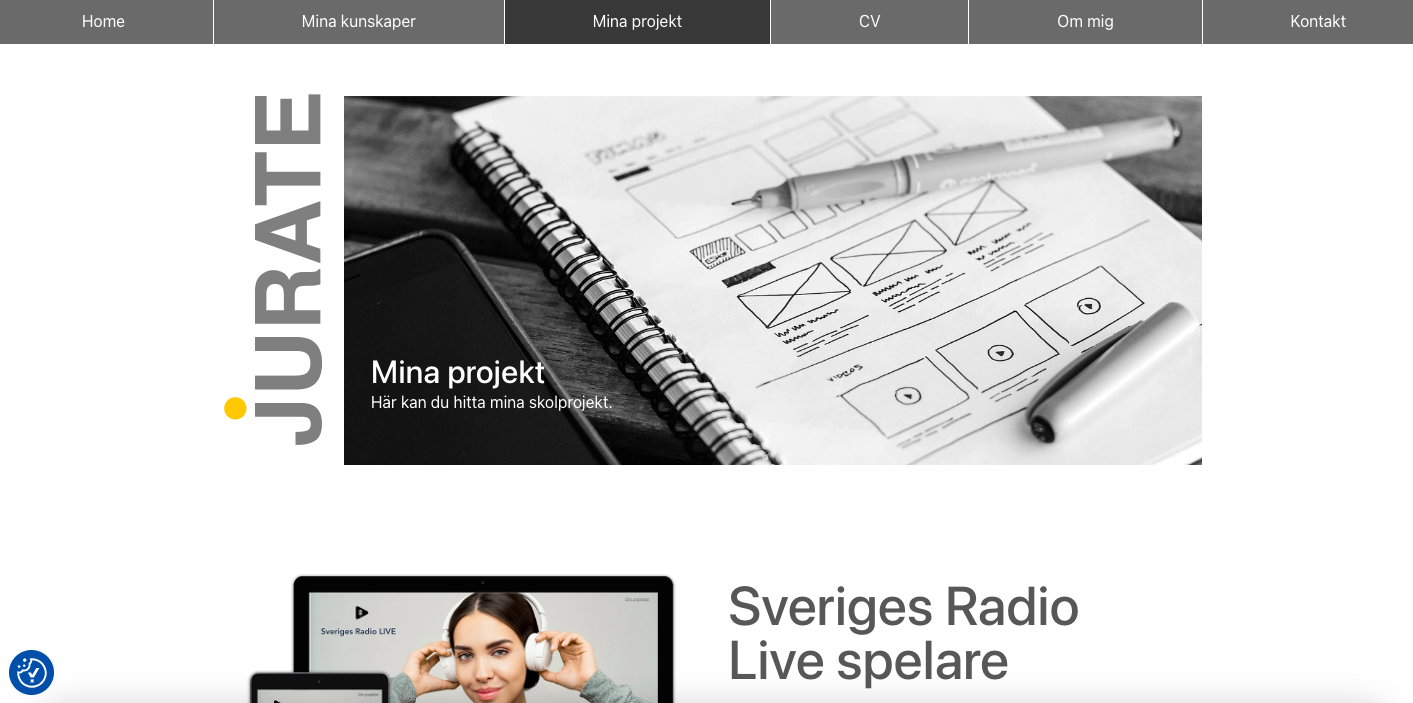 Home
Mina kunskaper
Mina projekt
CV
Om mig
Kontakt
JURATE
VIDEOS
Mina projekt
Här kan du hitta mina skolprojekt.
Sveriges Radio LIVE
Sveriges Radio
Live spelare